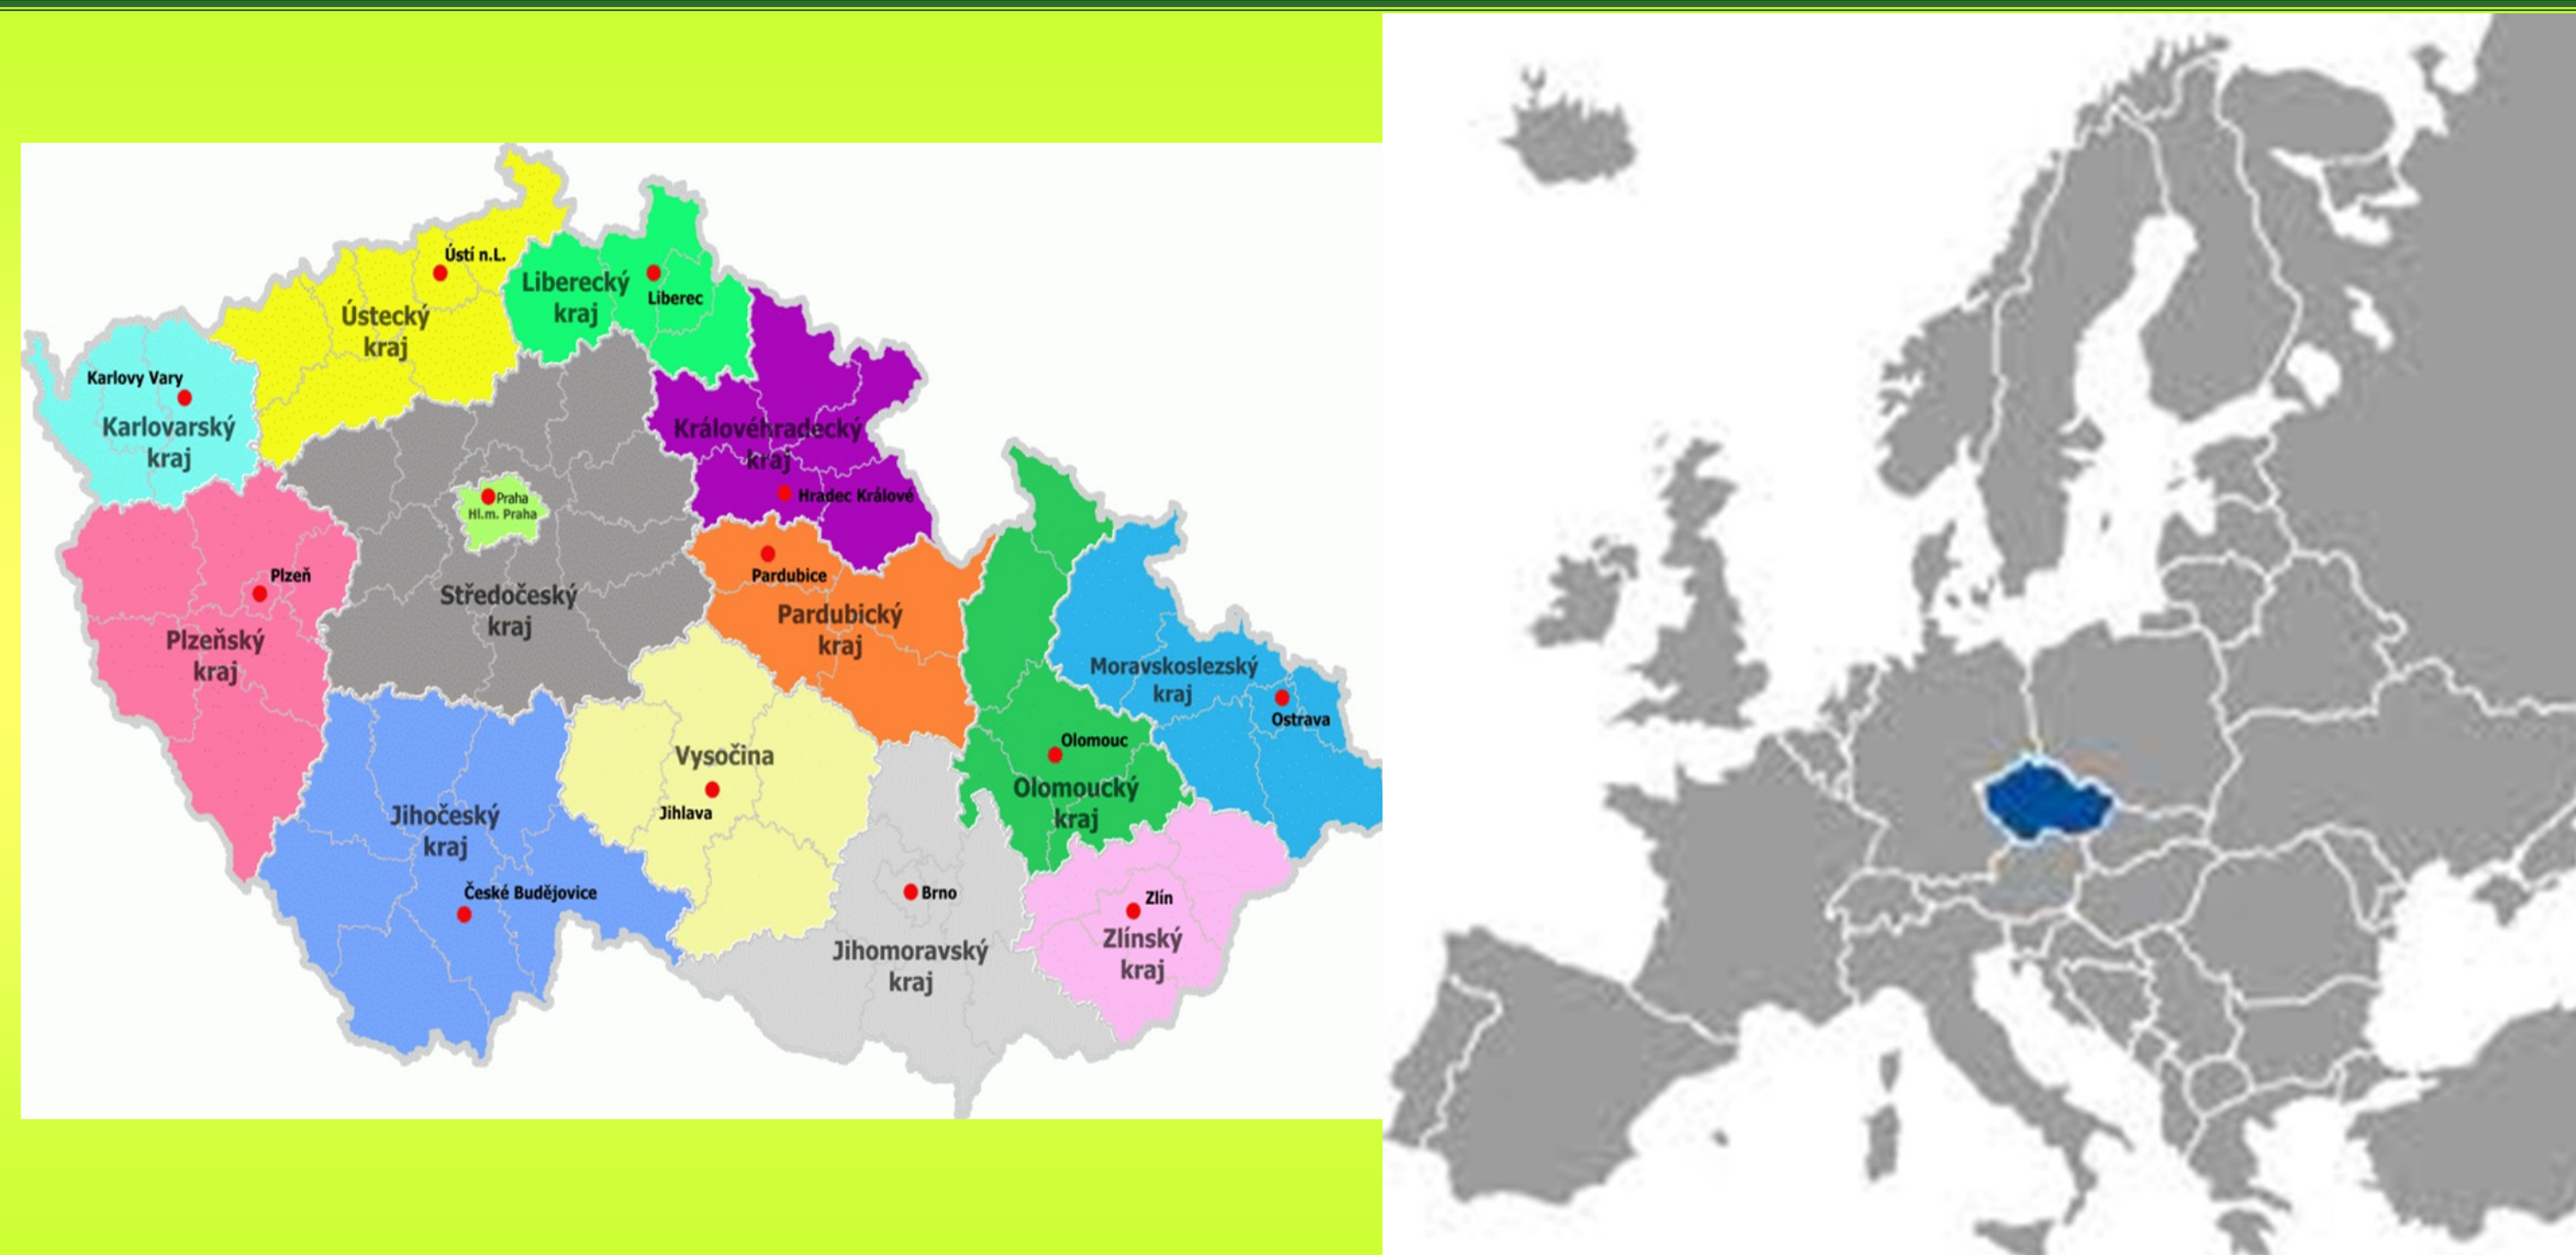 Ústí n.L.
Ústecký
kraj
Liberecký
kraj
Liberec
Karlovy Vary
Karlovarský
kraj
Královéhradecký
kraj
Hradec Králové
Praha
Hl.m. Praha
Středočeský
kraj
Plzeň
Plzeňský
kraj
Pardubice
Pardubický
kraj
Moravskoslezský
kraj
Ostrava
Olomouc
Olomoucký
kraj
Vysočina
Jihlava
Jihočeský
kraj
České Budějovice
Brno
Jihomoravský
kraj
Zlín
Zlínský
kraj